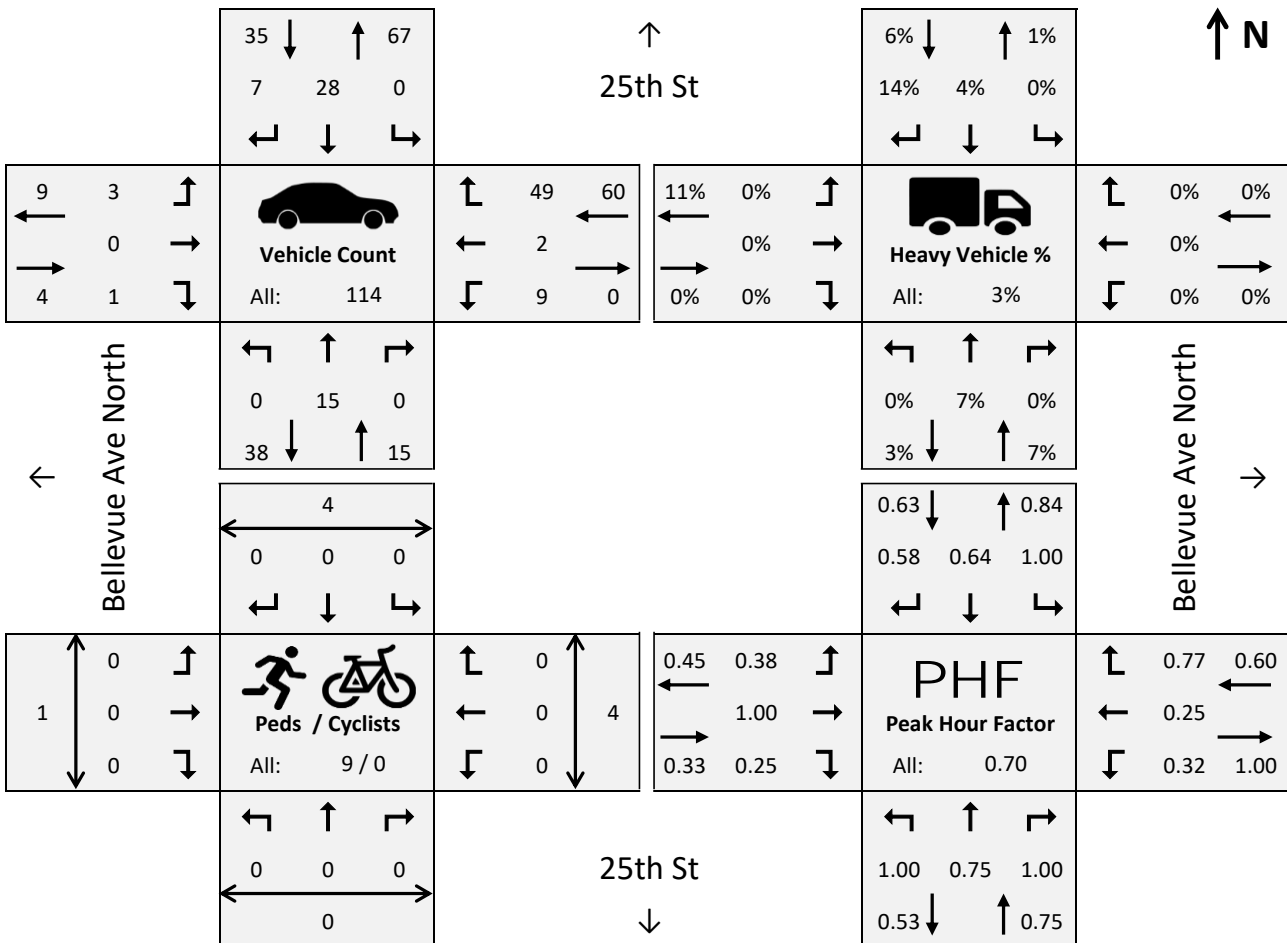 35 67 6% 1% N
25th St
7 28 0 14% 4% 0%
9 3 49 60 11% 0% 0% 0%
0 Vehicle Count 2 0% Heavy Vehicle % 0%
4 1 All: 114 9 0 0% 0% All: 3% 0% 0%
0 15 0 0% 7% 0%
38 15 3% 7%
Bellevue Ave North
Bellevue Ave North
4 0.63 0.84
0 0 0 0.58 0.64 1.00
0 0 0.45 0.38 PHF 0.77 0.60
1 0 Peds / Cyclists 0 4 1.00 Peak Hour Factor 0.25
0 All: 9 / 0 0 0.33 0.25 All: 0.70 0.32 1.00
0 0 0 25th St 1.00 0.75 1.00
0 0.53 0.75